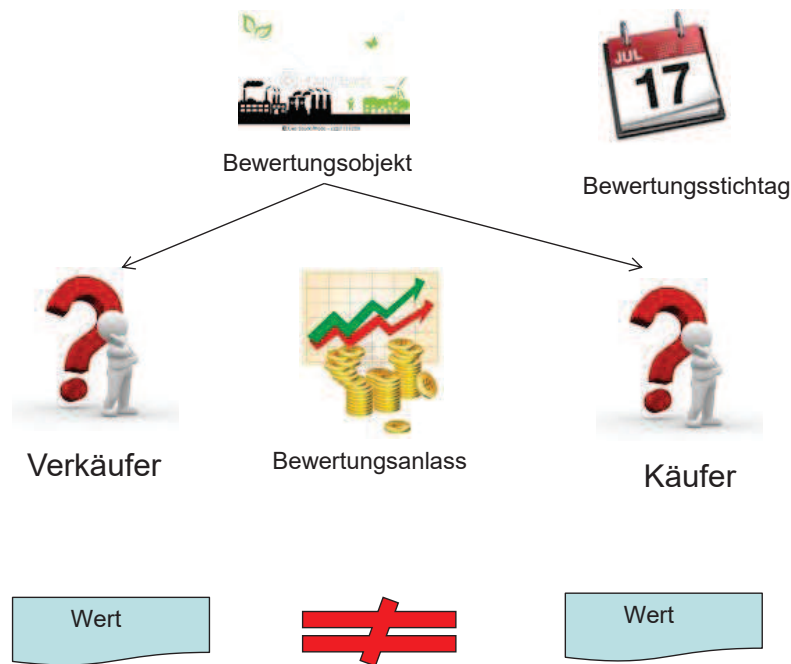 JUL
17
Bewertungsobjekt
Bewertungsstichtag
Verkäufer
Bewertungsanlass
Käufer
Wert
Wert